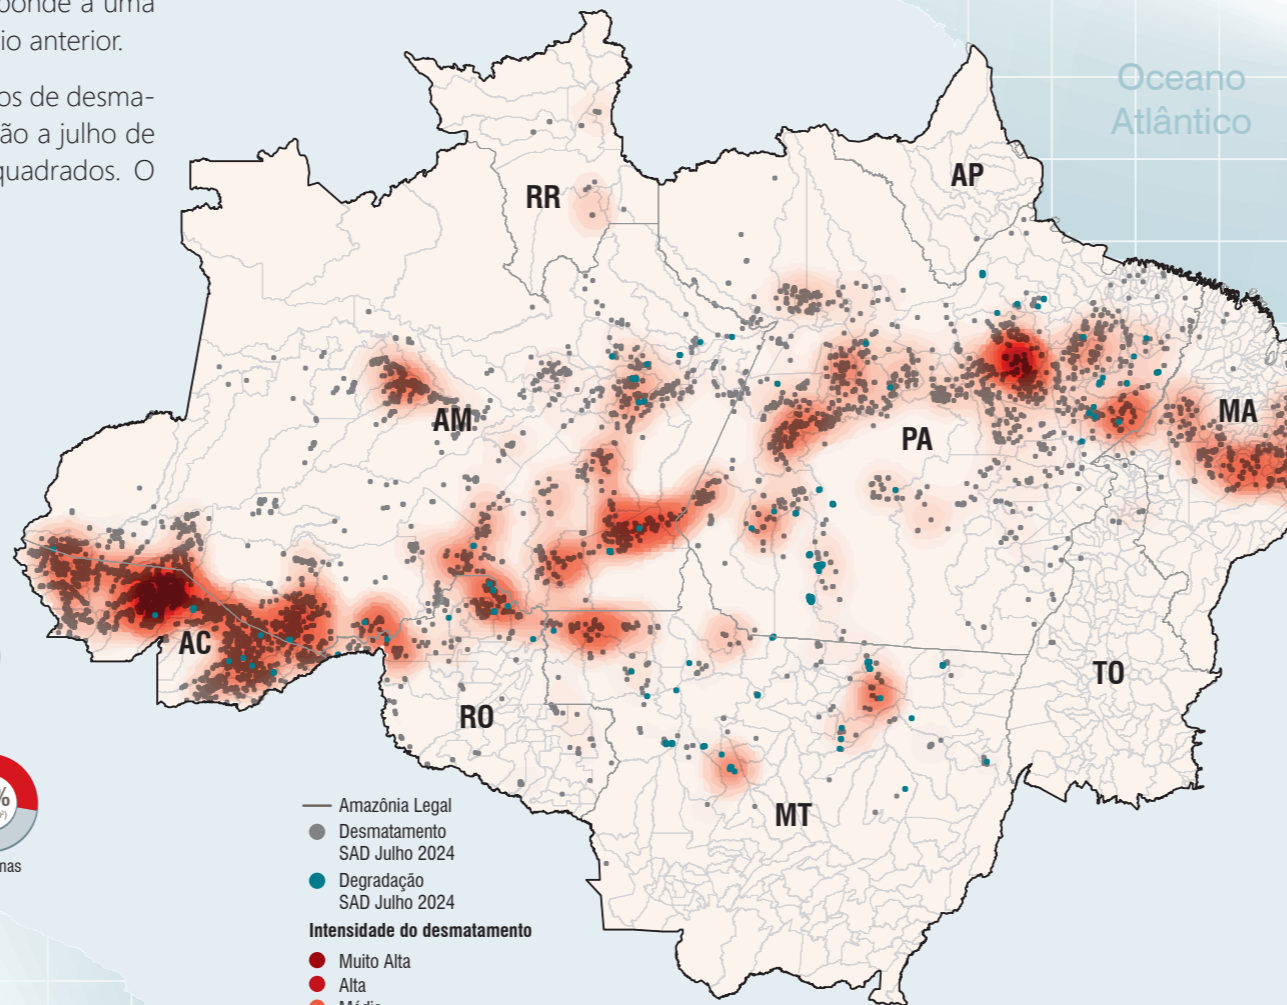 io anterior.
os de desma-
ão a julho de
quadrados. O
Oceano
Atlântico
RR
AP
AM
PA
MA
AC
RO
TO
MT
%
Amazônia Legal
Desmatamento
SAD Julho 2024
Degradação
SAD Julho 2024
Intensidade do desmatamento
Muito Alta
Alta
Média
nas